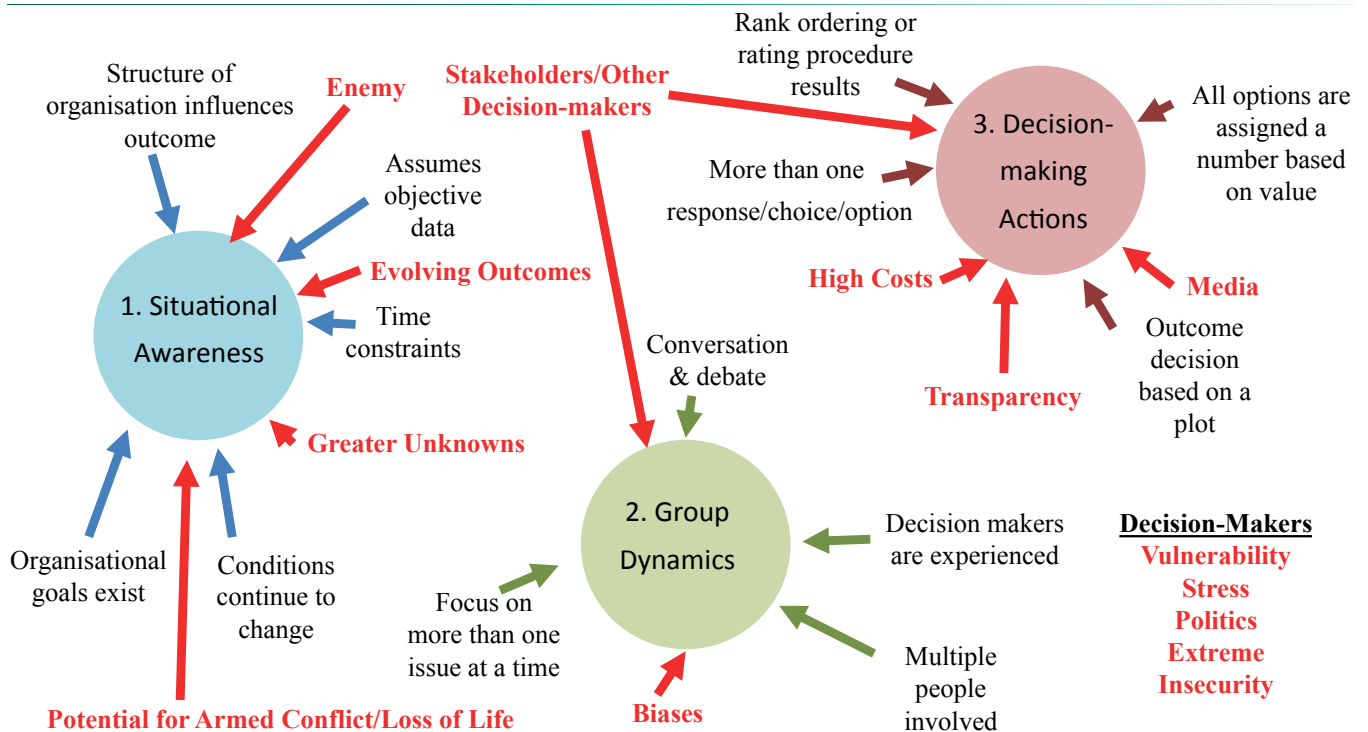 Structure of
organisation influences
outcome
Enemy
Assumes
objective
data
Evolving Outcomes
Time
constraints
1. Situational
Awareness
Greater Unknowns
Organisational
goals exist
Conditions
continue to
change
Potential for Armed Conflict/Loss of Life
Stakeholders/Other
Decision-makers
Conversation
& debate
2. Group
Dynamics
Decision makers
are experienced
Focus on
more than one
issue at a time
Biases
Multiple
people
involved
Rank ordering or
rating procedure
results
All options are
assigned a
number based
on value
3. Decision-
making
Actions
More than one
response/choice/option
High Costs
Media
Transparency
Outcome
decision
based on a
plot
Decision-Makers
Vulnerability
Stress
Politics
Extreme
Insecurity